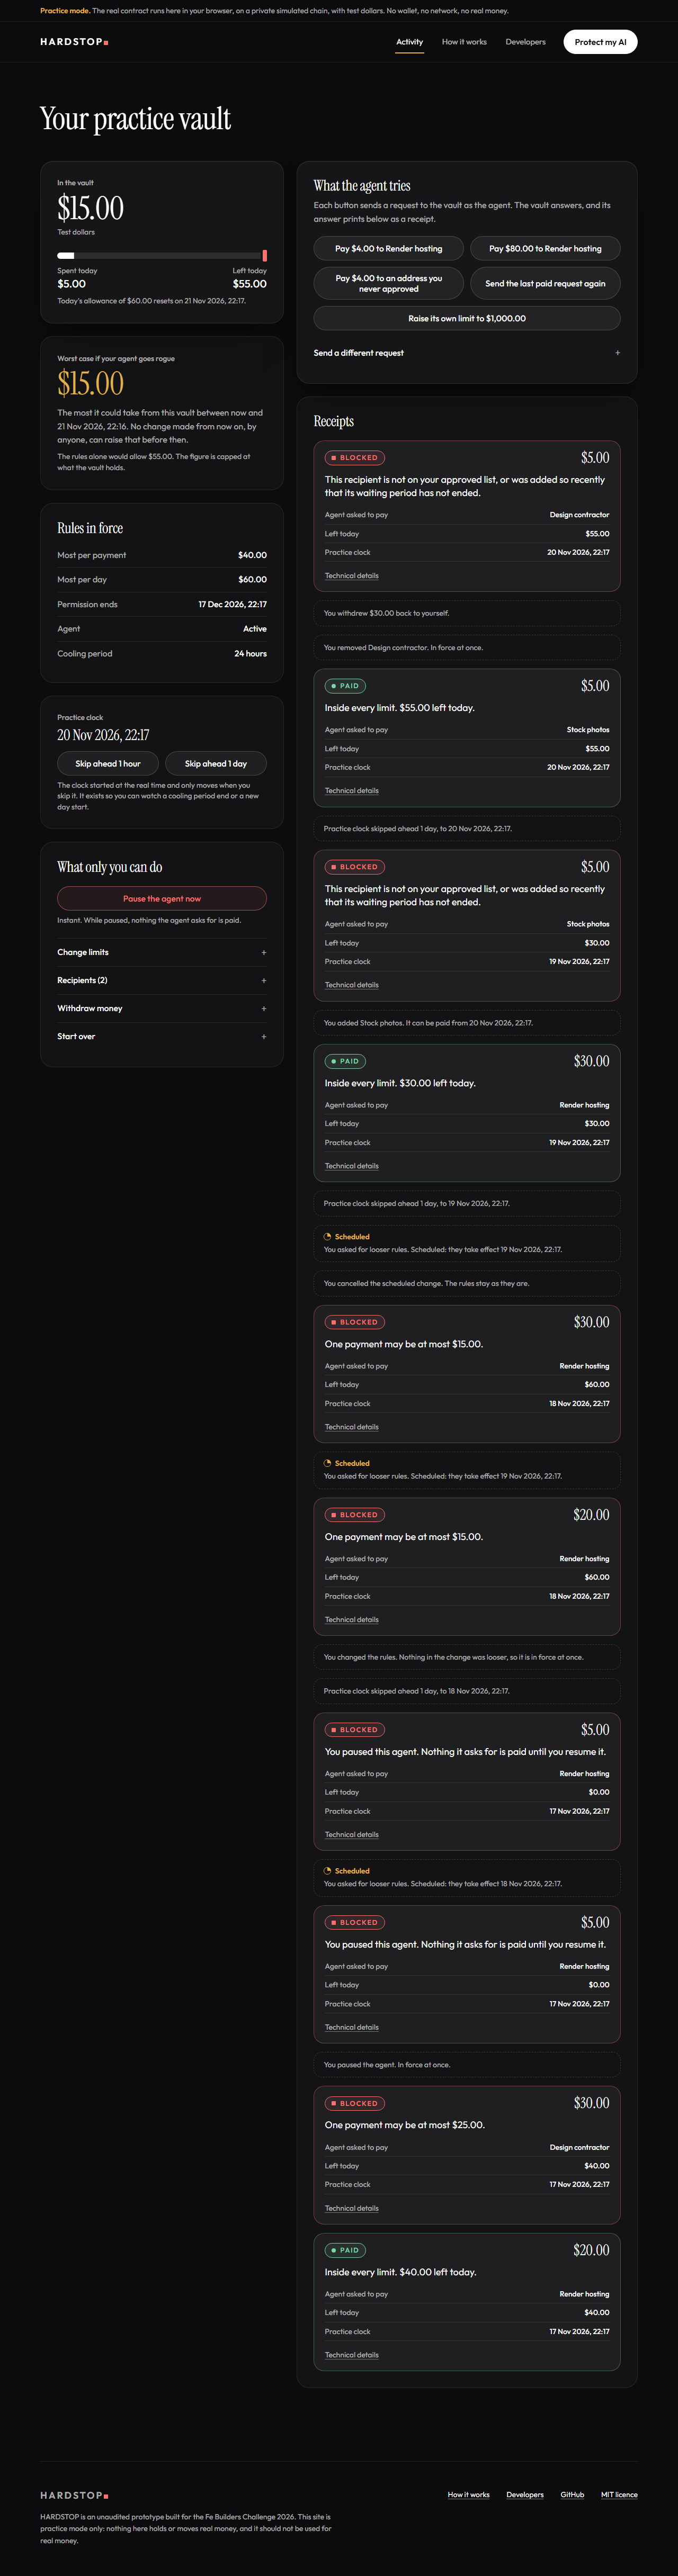 Practice mode. The real contract runs here in your browser, on a private simulated chain, with test dollars. No wallet, no network, no real money.
HARDSTOP
Activity
How it works
Developers
Protect my AI
Your practice vault
In the vault
$15.00
Test dollars
Spent today
Left today
$5.00
$55.00
Today's allowance of $60.00 resets on 21 Nov 2026, 22:17.
Worst case if your agent goes rogue
$15.00
The most it could take from this vault between now and
21 Nov 2026, 22:16. No change made from now on, by
anyone, can raise that before then.
The rules alone would allow $55.00. The figure is capped at
what the vault holds.
Rules in force
Most per payment
$40.00
Most per day
$60.00
Permission ends
17 Dec 2026, 22:17
Agent
Active
Cooling period
24 hours
Practice clock
20 Nov 2026, 22:17
Skip ahead 1 hour
Skip ahead 1 day
The clock started at the real time and only moves when you
skip it. It exists so you can watch a cooling period end or a new
day start.
What only you can do
Pause the agent now
Instant. While paused, nothing the agent asks for is paid.
Change limits
+
Recipients (2)
+
Withdraw money
+
Start over
+
What the agent tries
Each button sends a request to the vault as the agent. The vault answers, and its
answer prints below as a receipt.
Pay $4.00 to Render hosting
Pay $80.00 to Render hosting
Pay $4.00 to an address you
never approved
Send the last paid request again
Raise its own limit to $1,000.00
Send a different request
+
Receipts
BLOCKED
$5.00
This recipient is not on your approved list, or was added so recently
that its waiting period has not ended.
Agent asked to pay
Design contractor
Left today
$55.00
Practice clock
20 Nov 2026, 22:17
Technical details
You withdrew $30.00 back to yourself.
You removed Design contractor. In force at once.
PAID
$5.00
Inside every limit. $55.00 left today.
Agent asked to pay
Stock photos
Left today
$55.00
Practice clock
20 Nov 2026, 22:17
Technical details
Practice clock skipped ahead 1 day, to 20 Nov 2026, 22:17.
BLOCKED
$5.00
This recipient is not on your approved list, or was added so recently
that its waiting period has not ended.
Agent asked to pay
Stock photos
Left today
$30.00
Practice clock
19 Nov 2026, 22:17
Technical details
You added Stock photos. It can be paid from 20 Nov 2026, 22:17.
PAID
$30.00
Inside every limit. $30.00 left today.
Agent asked to pay
Render hosting
Left today
$30.00
Practice clock
19 Nov 2026, 22:17
Technical details
Practice clock skipped ahead 1 day, to 19 Nov 2026, 22:17.
Scheduled
You asked for looser rules. Scheduled: they take effect 19 Nov 2026, 22:17.
You cancelled the scheduled change. The rules stay as they are.
BLOCKED
$30.00
One payment may be at most $15.00.
Agent asked to pay
Render hosting
Left today
$60.00
Practice clock
18 Nov 2026, 22:17
Technical details
Scheduled
You asked for looser rules. Scheduled: they take effect 19 Nov 2026, 22:17.
BLOCKED
$20.00
One payment may be at most $15.00.
Agent asked to pay
Render hosting
Left today
$60.00
Practice clock
18 Nov 2026, 22:17
Technical details
You changed the rules. Nothing in the change was looser, so it is in force at once.
Practice clock skipped ahead 1 day, to 18 Nov 2026, 22:17.
BLOCKED
$5.00
You paused this agent. Nothing it asks for is paid until you resume it.
Agent asked to pay
Render hosting
Left today
$0.00
Practice clock
17 Nov 2026, 22:17
Technical details
Scheduled
You asked for looser rules. Scheduled: they take effect 18 Nov 2026, 22:17.
BLOCKED
$5.00
You paused this agent. Nothing it asks for is paid until you resume it.
Agent asked to pay
Render hosting
Left today
$0.00
Practice clock
17 Nov 2026, 22:17
Technical details
You paused the agent. In force at once.
BLOCKED
$30.00
One payment may be at most $25.00.
Agent asked to pay
Design contractor
Left today
$40.00
Practice clock
17 Nov 2026, 22:17
Technical details
PAID
$20.00
Inside every limit. $40.00 left today.
Agent asked to pay
Render hosting
Left today
$40.00
Practice clock
17 Nov 2026, 22:17
Technical details
HARDSTOP
How it works
Developers
GitHub
MIT licence
HARDSTOP is an unaudited prototype built for the Fe Builders Challenge 2026. This site is
practice mode only: nothing here holds or moves real money, and it should not be used for
real money.